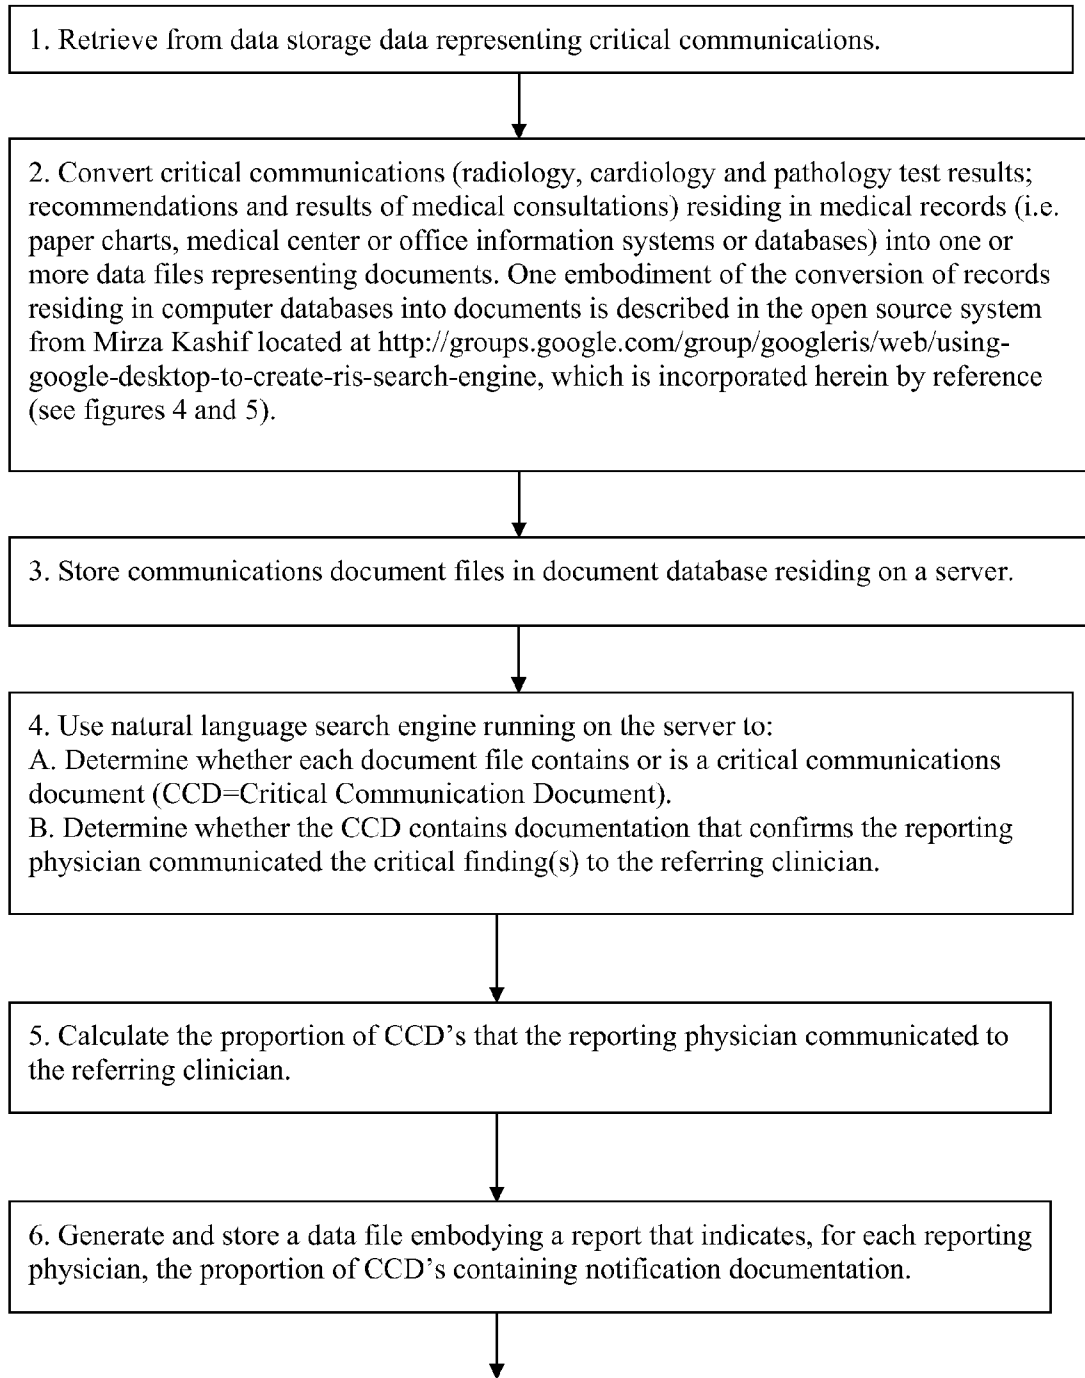 1. Retrieve from data storage data representing critical communications.
2. Convert critical communications (radiology, cardiology and pathology test results;
recommendations and results of medical consultations) residing in medical records (i.e.
paper charts, medical center or office information systems or databases) into one or
more data files representing documents. One embodiment of the conversion of records
residing in computer databases into documents is described in the open source system
from Mirza Kashif located at http://groups.google.com/group/googleris/web/using-
google-desktop-to-create-ris-search-engine, which is incorporated herein by reference
(see figures 4 and 5).
3. Store communications document files in document database residing on a server.
4. Use natural language search engine running on the server to:
A. Determine whether each document file contains or is a critical communications
document (CCD=Critical Communication Document).
B. Determine whether the CCD contains documentation that confirms the reporting
physician communicated the critical finding(s) to the referring clinician.
5. Calculate the proportion of CCD's that the reporting physician communicated to
the referring clinician.
6. Generate and store a data file embodying a report that indicates, for each reporting
physician, the proportion of CCD's containing notification documentation.